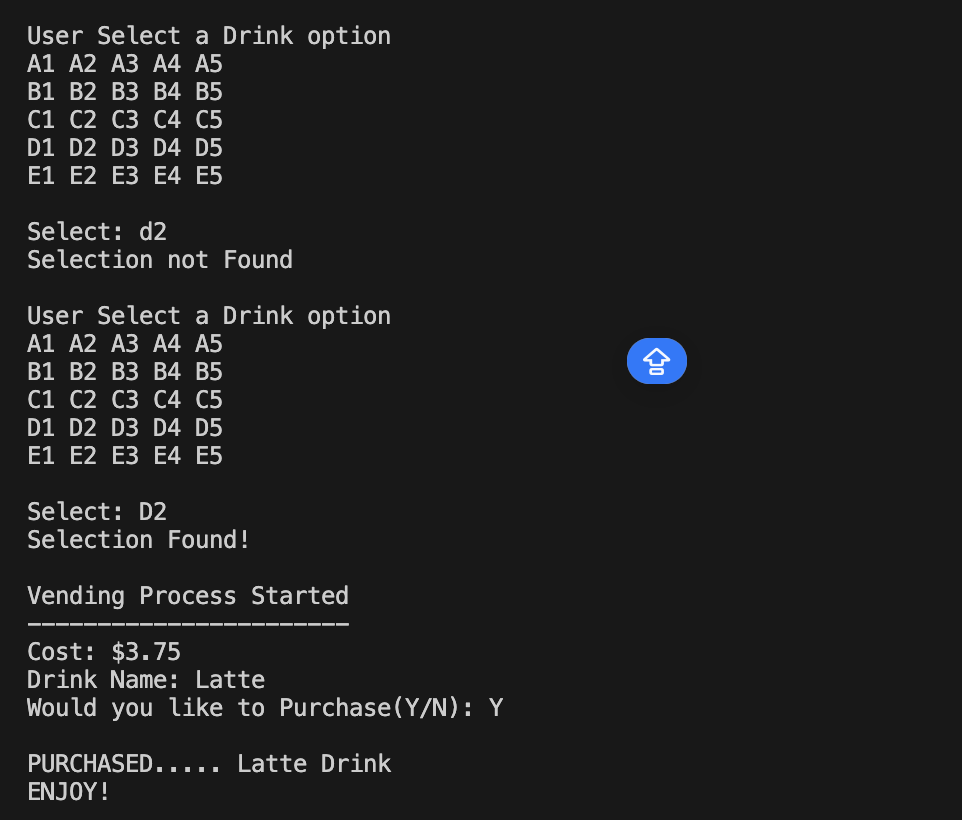 User Select a Drink option
A1 A2 A3 A4 A5
B1 B2 B3 B4 B5
C1 C2 C3 C4 C5
D1 D2 D3 D4 D5
E1 E2 E3 E4 E5
Select: d2
Selection not Found
User Select a Drink option
A1 A2 A3 A4 A5
B1 B2 B3 B4 B5
C1 C2 C3 C4 C5
D1 D2 D3 D4 D5
E1 E2 E3 E4 E5
Select: D2
Selection Found!
Vending Process Started
-----------------------
Cost: $3.75
Drink Name: Latte
Would you like to Purchase(Y/N): Y
PURCHASED..... Latte Drink
ENJOY!